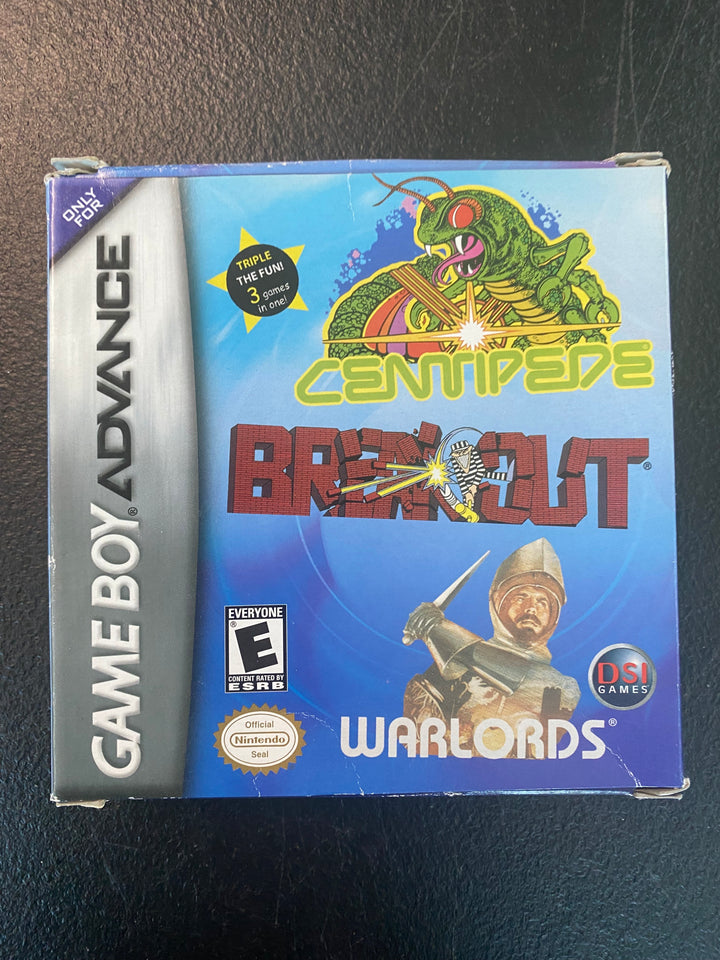 ONLY
FOR
GAME BOY® ADVANCE
TRIPLE
THE FUN!
3 games
in one!
CENTIPEDE
BREAKOUT®
EVERYONE
®
E
CONTENT RATED BY
ESRB
Official
Nintendo
Seal
DSI
GAMES
WARLORDS®